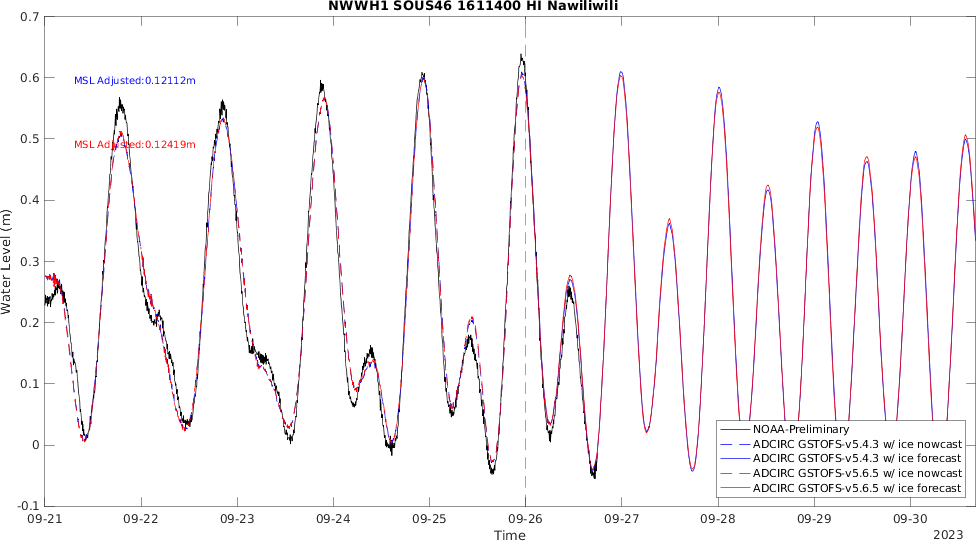 NWWH1 SOUS46 1611400 HI Nawiliwili
0.7
0.6
0.5
0.4
0.3
0.2
0.1
0
-0.1
Water Level (m)
MSL Adjusted:0.12112m
MSL Adjusted:0.12419m
NOAA-Preliminary
ADCIRC GSTOFS-v5.4.3 w/ ice nowcast
ADCIRC GSTOFS-v5.4.3 w/ ice forecast
ADCIRC GSTOFS-v5.6.5 w/ ice nowcast
ADCIRC GSTOFS-v5.6.5 w/ ice forecast
09-21 09-22 09-23 09-24 09-25 09-26 09-27 09-28 09-29 09-30
Time
2023